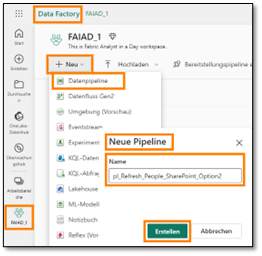 Data Factory
Start
Erstellen
Durchsuchen
OneLake-Datenhub
Überwachungshub
Arbeitsbereiche
FAIAD_1
FAIAD_1
This is Fabric Analyst in a Day workspace.
+ Neu
Hochladen
Bereitstellungspipeline e
Datenpipeline
Datenfluss Gen2
Umgebung (Vorschau)
Eventstream
Experiment
KQL-Daten
KQL-Abfra
Lakehouse
ML-Modell
Notizbuch
Reflex (Vor
Neue Pipeline
Name
pl_Refresh_People_SharePoint_Option2
Erstellen
Abbrechen